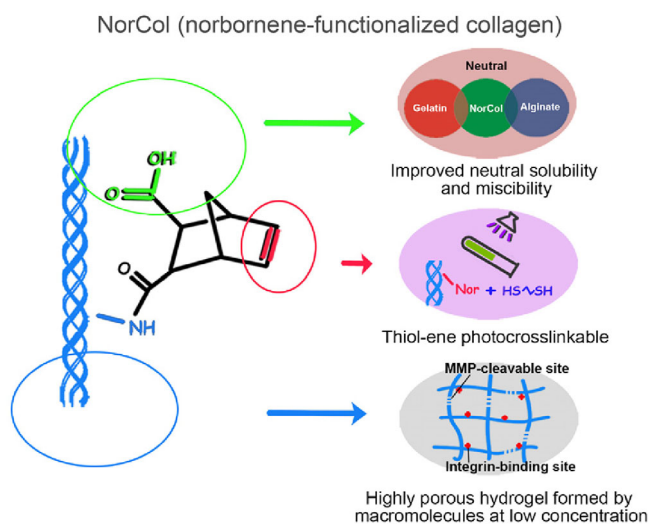 NorCol (norbornene-functionalized collagen)
Neutral
Gelatin
NorCol
Alginate
Improved neutral solubility
and miscibility
OH
O
O
NH
Nor + HS SH
Thiol-ene photocrosslinkable
MMP-cleavable site
Integrin-binding site
Highly porous hydrogel formed by
macromolecules at low concentration